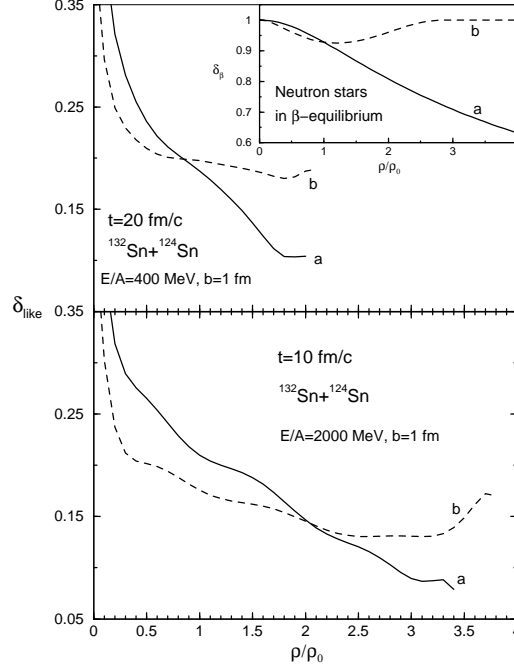 0.35
0.25
0.15
0.05
δlike
t=20 fm/c
¹³²Sn+¹²⁴Sn
E/A=400 MeV, b=1 fm
a
b
1
0.9
0.8
0.7
0.6
δβ
0 1 2 3
ρ/ρ₀
Neutron stars
in β−equilibrium
a
b
0.35
0.25
0.15
0.05
t=10 fm/c
¹³²Sn+¹²⁴Sn
E/A=2000 MeV, b=1 fm
b
a
0 0.5 1 1.5 2 2.5 3 3.5 4
ρ/ρ₀